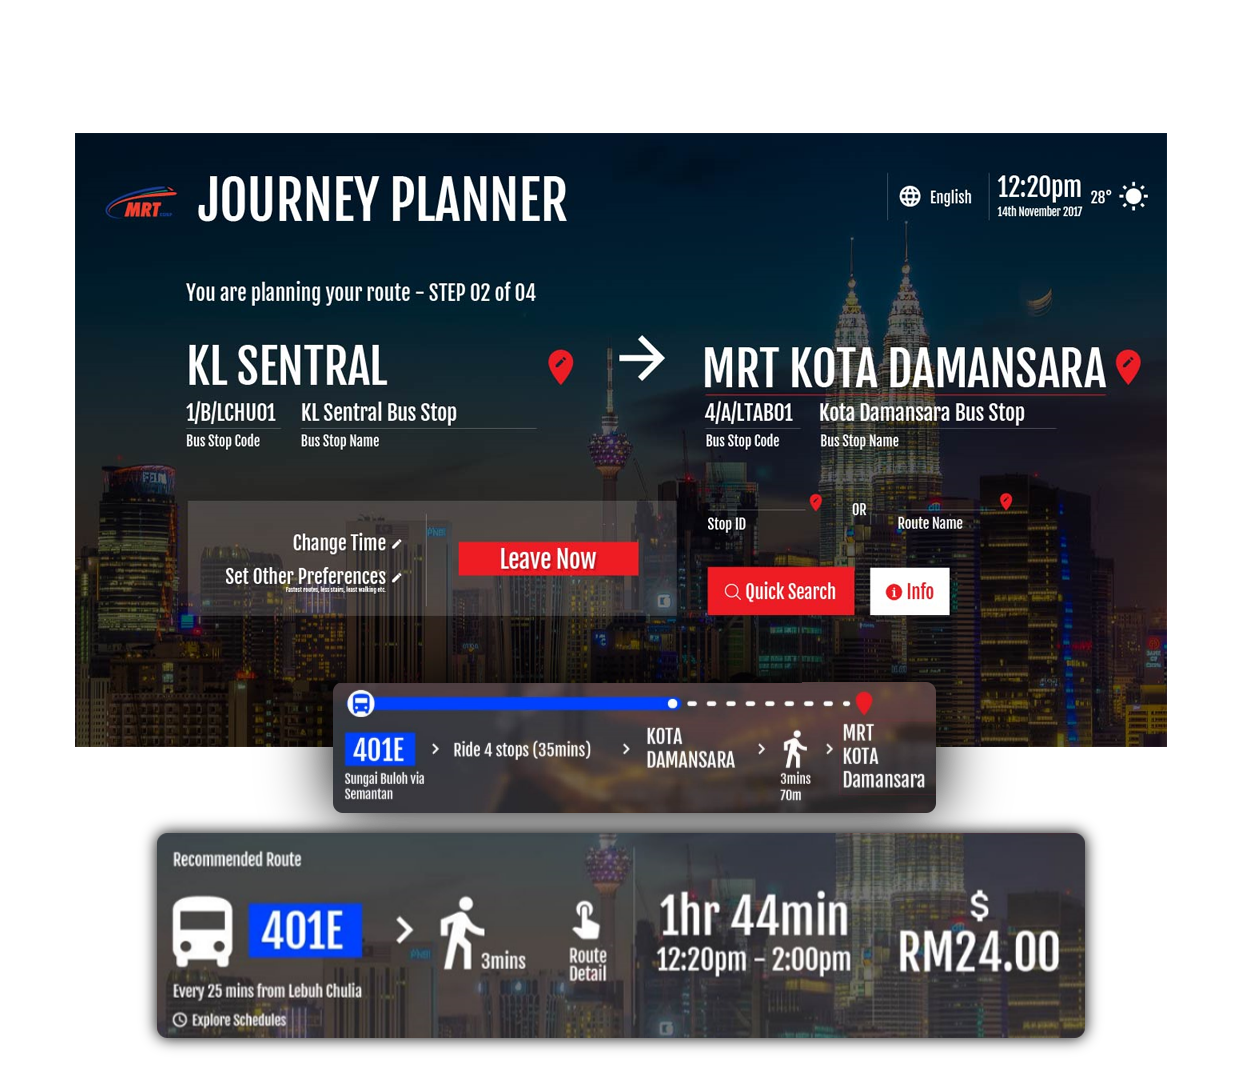 MRT
JOURNEY PLANNER
English
12:20pm
14th November 2017
28°
You are planning your route - STEP 02 of 04
KL SENTRAL
MRT KOTA DAMANSARA
1/B/LCHU01
KL Sentral Bus Stop
Bus Stop Code
Bus Stop Name
4/A/LTAB01
Kota Damansara Bus Stop
Bus Stop Code
Bus Stop Name
Stop ID
OR
Route Name
Change Time
Set Other Preferences
Fastest routes, less stairs, least walking etc.
Leave Now
Quick Search
Info
401E
Sungai Buloh via
Semantan
Ride 4 stops (35mins)
KOTA
DAMANSARA
3mins
70m
MRT
KOTA
Damansara
Recommended Route
401E
3mins
Every 25 mins from Lebuh Chulia
Explore Schedules
Route
Detail
1hr 44min
12:20pm - 2:00pm
$
RM24.00